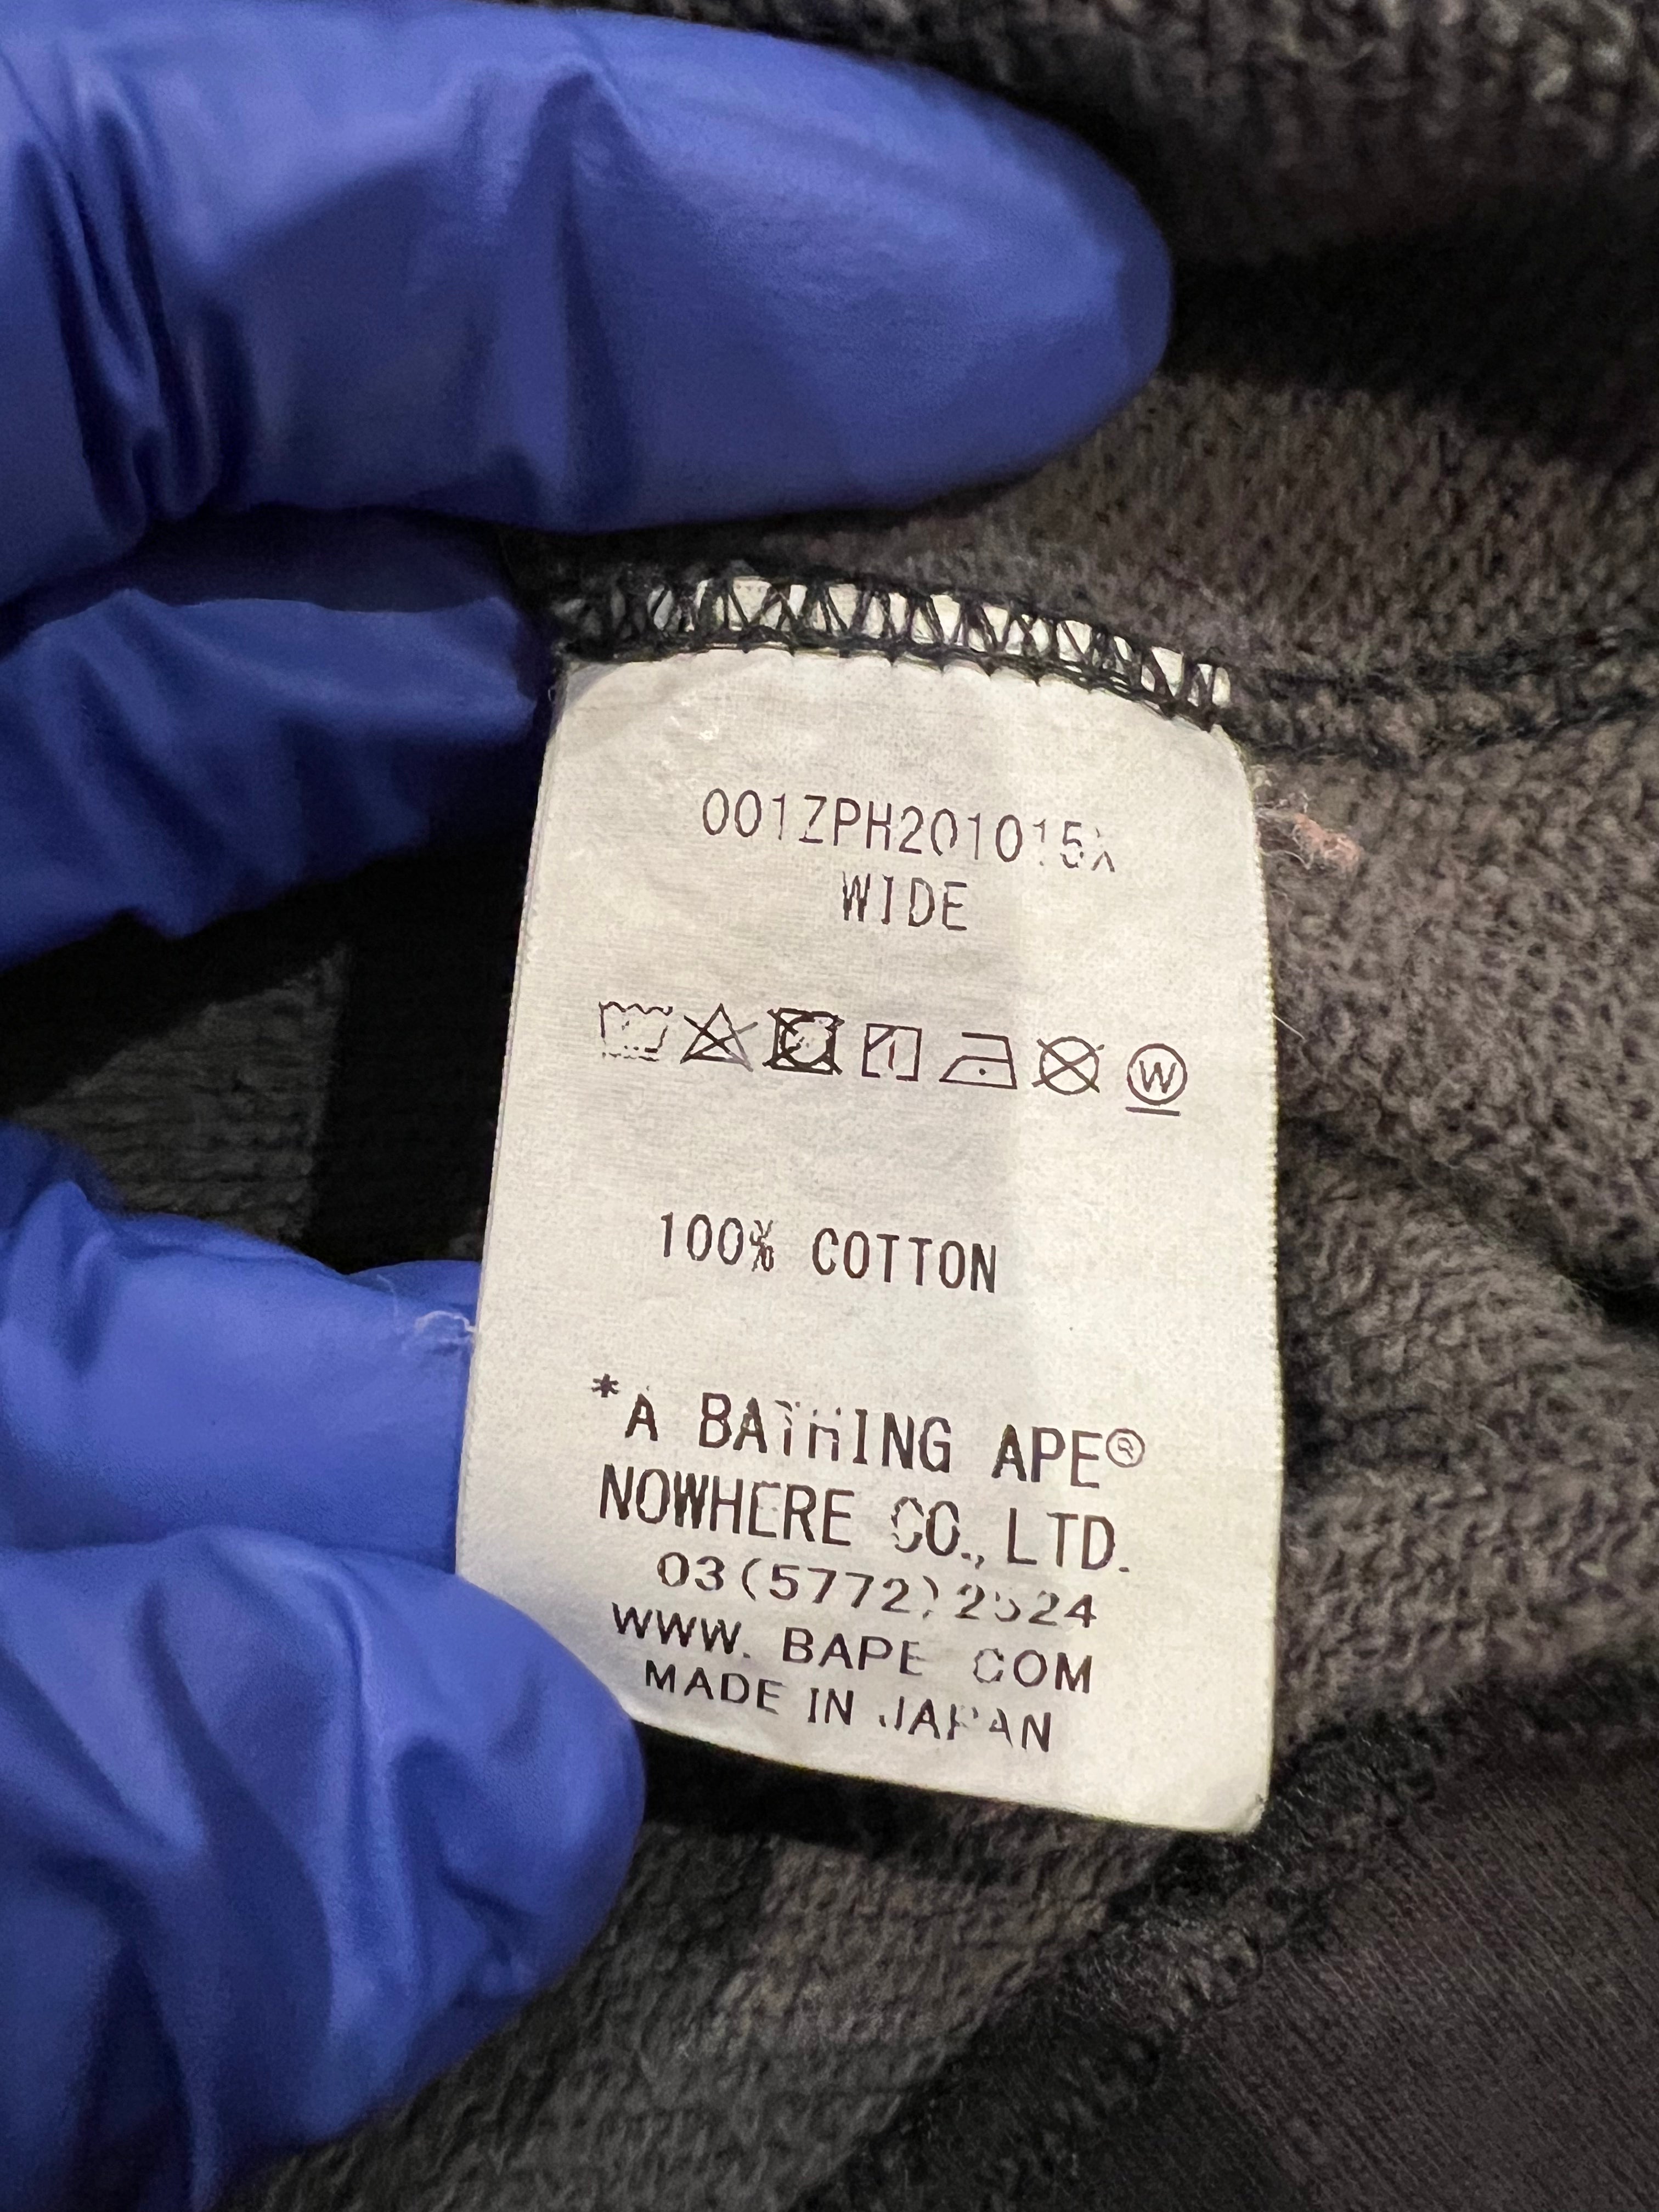 001ZPH201015X
WIDE
W
100% COTTON
*A BATHING APE®
NOWHERE CO., LTD.
03(5772)2524
WWW. BAPE COM
MADE IN JAPAN